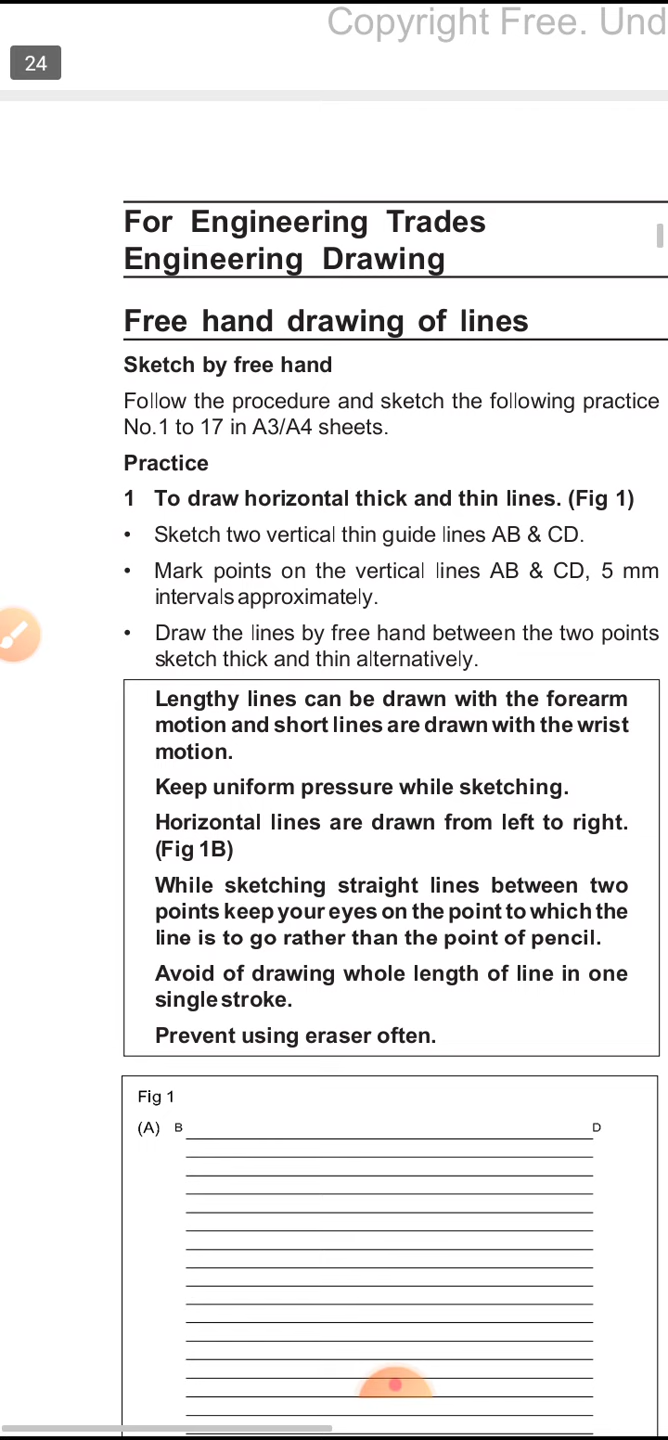 Copyright Free. Und
24
For Engineering Trades
Engineering Drawing
Free hand drawing of lines
Sketch by free hand
Follow the procedure and sketch the following practice
No.1 to 17 in A3/A4 sheets.
Practice
1 To draw horizontal thick and thin lines. (Fig 1)
• Sketch two vertical thin guide lines AB & CD.
• Mark points on the vertical lines AB & CD, 5 mm
intervals approximately.
• Draw the lines by free hand between the two points
sketch thick and thin alternatively.
Lengthy lines can be drawn with the forearm
motion and short lines are drawn with the wrist
motion.
Keep uniform pressure while sketching.
Horizontal lines are drawn from left to right.
(Fig 1B)
While sketching straight lines between two
points keep your eyes on the point to which the
line is to go rather than the point of pencil.
Avoid of drawing whole length of line in one
single stroke.
Prevent using eraser often.
Fig 1
(A) B D